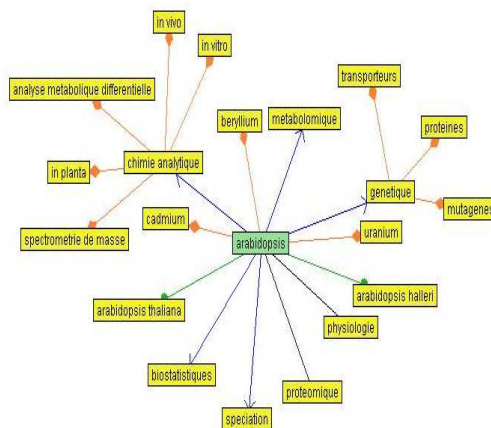 in vivo
in vitro
transporteurs
analyse metabolique differentielle
beryllium
metabolomique
proteines
chimie analytique
in planta
genetique
mutagenes
cadmium
spectrometrie de masse
arabidopsis
uranium
arabidopsis thaliana
arabidopsis halleri
physiologie
biostatistiques
proteomique
speciation